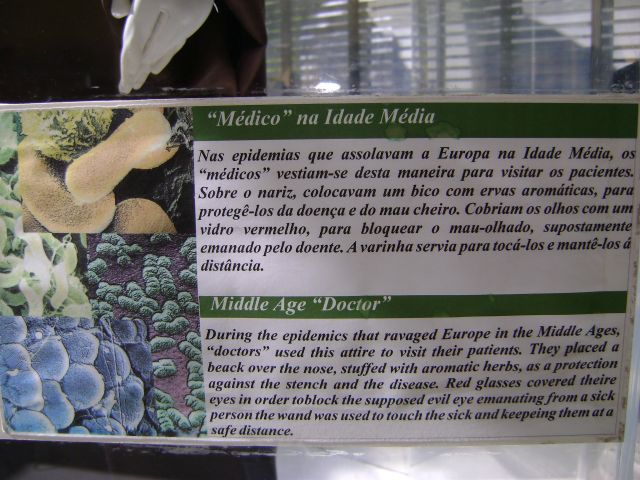 “Médico” na Idade Média
Nas epidemias que assolavam a Europa na Idade Média, os
“médicos” vestiam-se desta maneira para visitar os pacientes.
Sobre o nariz, colocavam um bico com ervas aromáticas, para
protegê-los da doença e do mau cheiro. Cobriam os olhos com um
vidro vermelho, para bloquear o mau-olhado, supostamente
emanado pelo doente. A varinha servia para tocá-los e mantê-los á
distância.
Middle Age “Doctor”
During the epidemics that ravaged Europe in the Middle Ages,
“doctors” used this attire to visit their patients. They placed a
beack over the nose, stuffed with aromatic herbs, as a protection
against the stench and the disease. Red glasses covered theire
eyes in order toblock the supposed evil eye emanating from a sick
person the wand was used to touch the sick and keepeing them at a
safe distance.